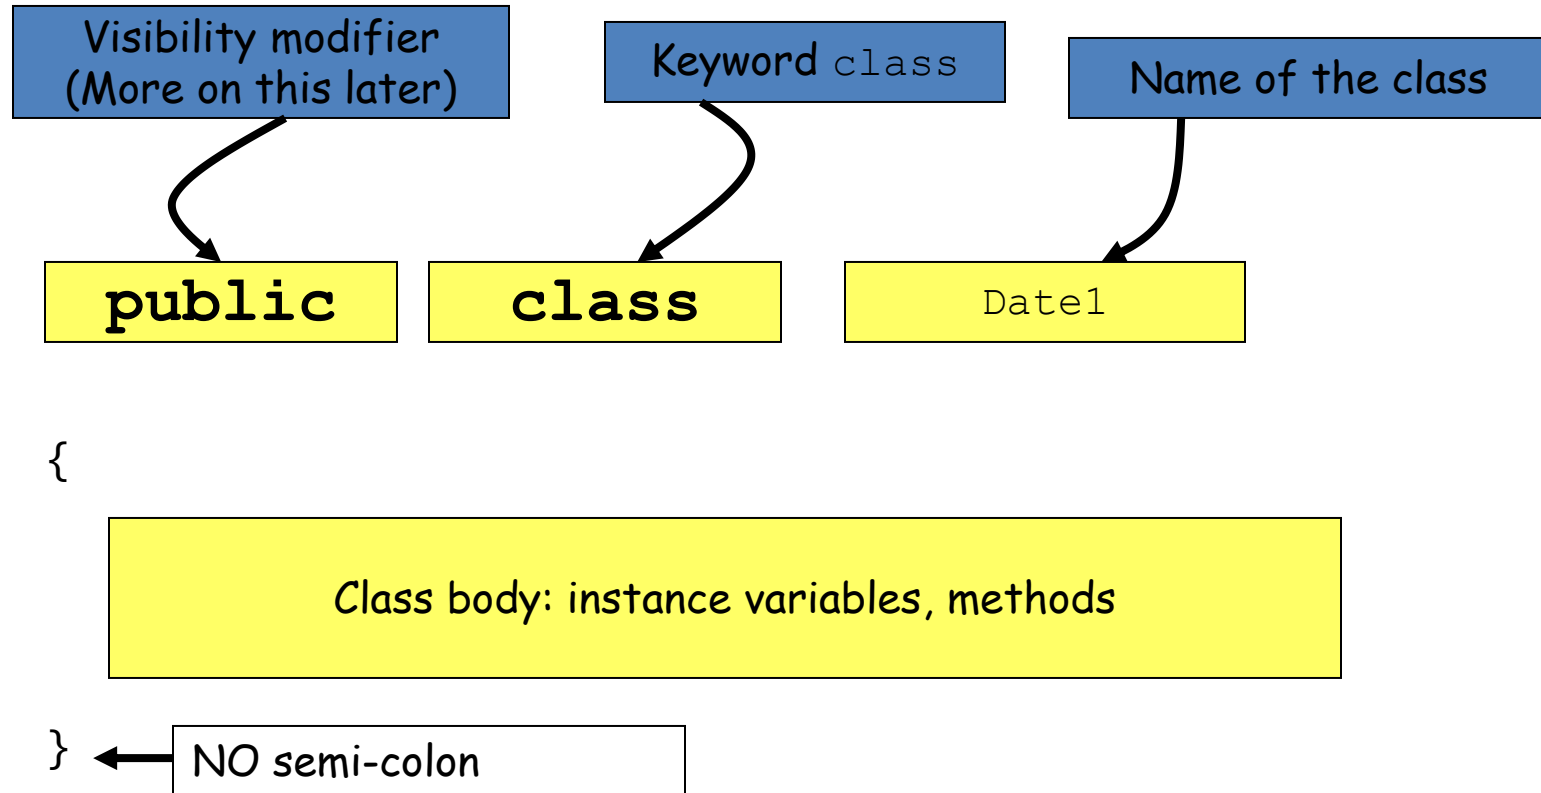 Visibility modifier
(More on this later)
Keyword class
Name of the class
public class Date1
{
Class body: instance variables, methods
}
NO semi-colon